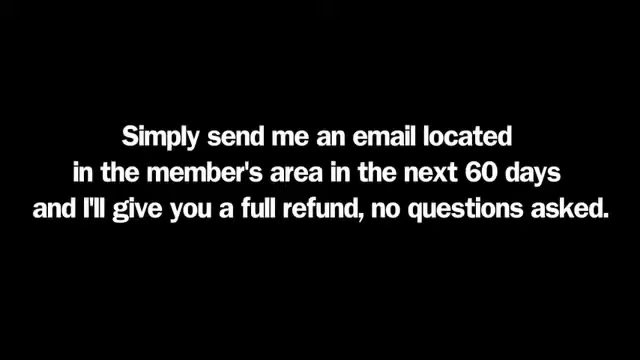 Simply send me an email located
in the member's area in the next 60 days
and I'll give you a full refund, no questions asked.